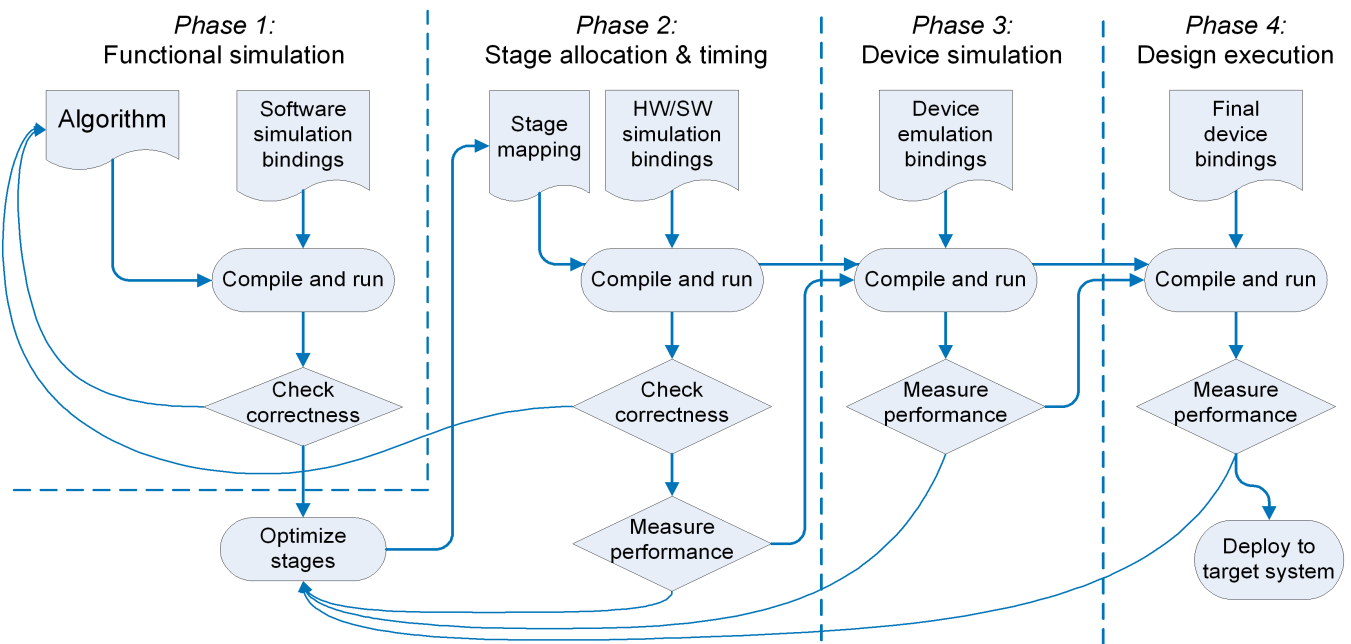 Phase 1:
Functional simulation
Phase 2:
Stage allocation & timing
Phase 3:
Device simulation
Phase 4:
Design execution
Algorithm
Software
simulation
bindings
Stage
mapping
HW/SW
simulation
bindings
Device
emulation
bindings
Final
device
bindings
Compile and run
Compile and run
Compile and run
Compile and run
Check
correctness
Check
correctness
Measure
performance
Measure
performance
Optimize
stages
Measure
performance
Deploy to
target system